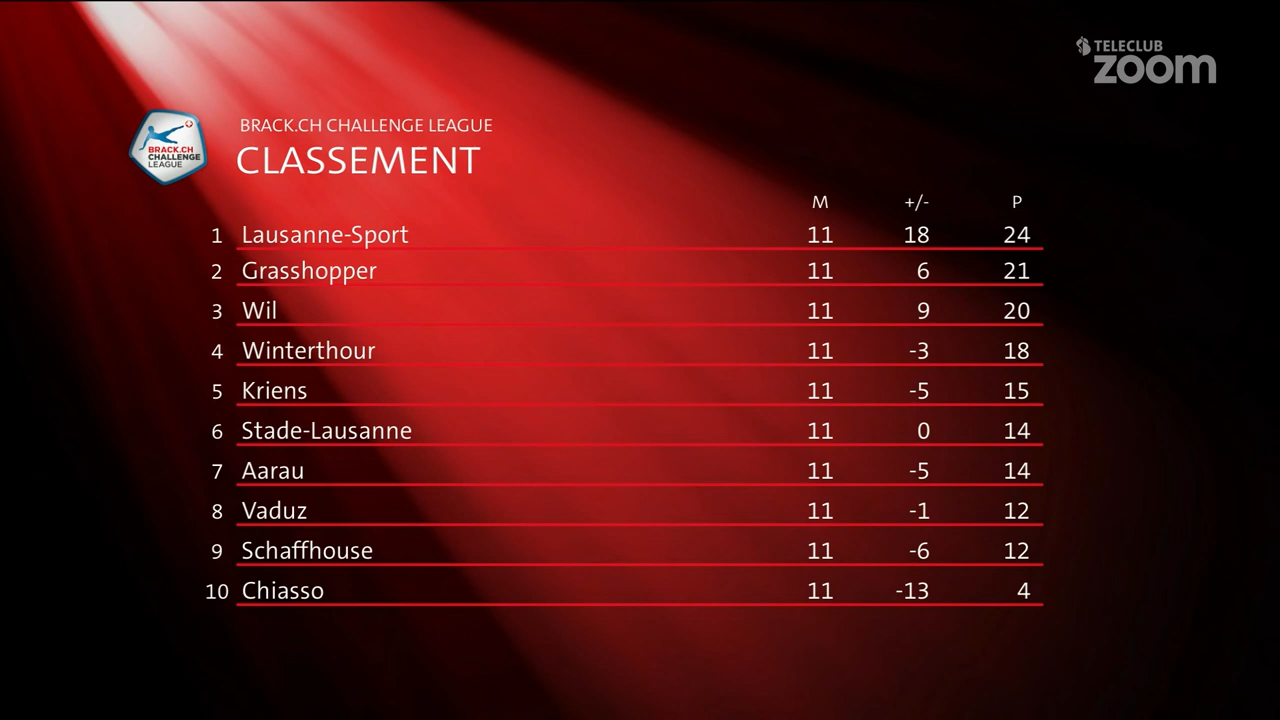 TELECLUB
zoom
BRACK.CH CHALLENGE LEAGUE
CLASSEMENT
BRACK.CH
CHALLENGE
LEAGUE
M +/- P
1 Lausanne-Sport 11 18 24
2 Grasshopper 11 6 21
3 Wil 11 9 20
4 Winterthour 11 -3 18
5 Kriens 11 -5 15
6 Stade-Lausanne 11 0 14
7 Aarau 11 -5 14
8 Vaduz 11 -1 12
9 Schaffhouse 11 -6 12
10 Chiasso 11 -13 4